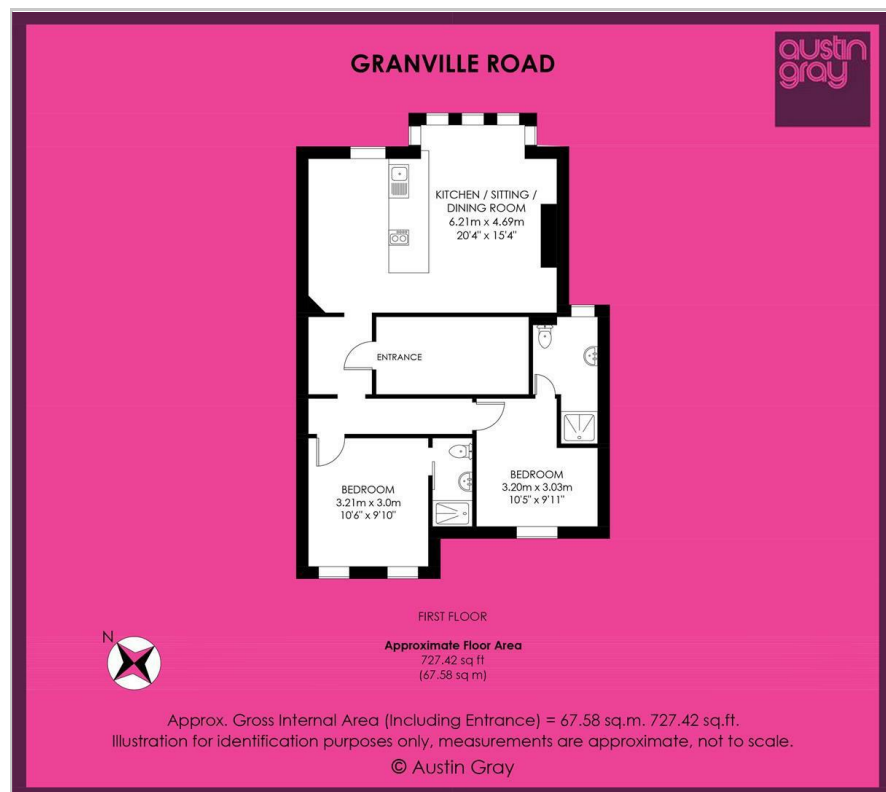 GRANVILLE ROAD
austin
gray
KITCHEN / SITTING /
DINING ROOM
6.21m x 4.69m
20'4" x 15'4"
ENTRANCE
BEDROOM
3.21m x 3.0m
10'6" x 9'10"
BEDROOM
3.20m x 3.03m
10'5" x 9'11"
FIRST FLOOR
N
Approximate Floor Area
727.42 sq ft
(67.58 sq m)
Approx. Gross Internal Area (Including Entrance) = 67.58 sq.m. 727.42 sq.ft.
Illustration for identification purposes only, measurements are approximate, not to scale.
© Austin Gray